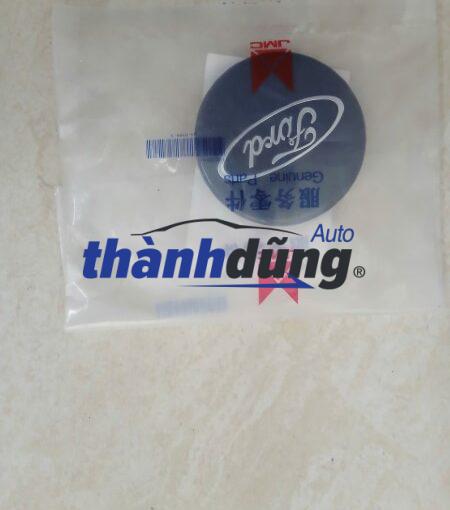 JMC
Ford
Genuine Parts
服务零件
Auto
thànhdũng®